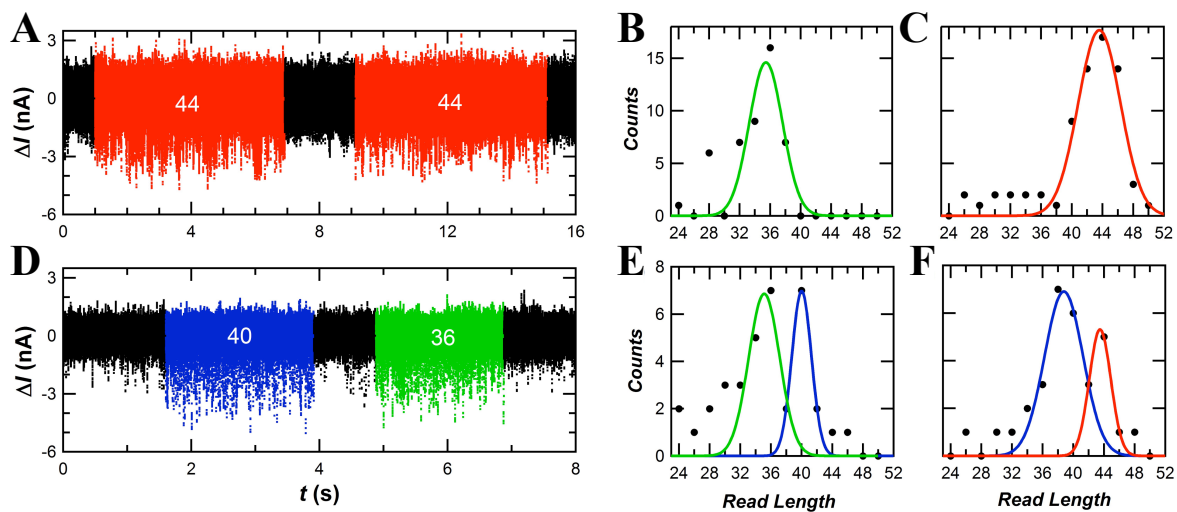 A
ΔI (nA)
3
0
-3
-6
44
44
0 4 8 12 16
B
Counts
15
10
5
0
24 28 32 36 40 44 48 52
C
24 28 32 36 40 44 48 52
D
ΔI (nA)
3
0
-3
-6
40
36
0 2 4 6 8
t (s)
E
Counts
8
6
4
2
0
24 28 32 36 40 44 48 52
Read Length
F
24 28 32 36 40 44 48 52
Read Length